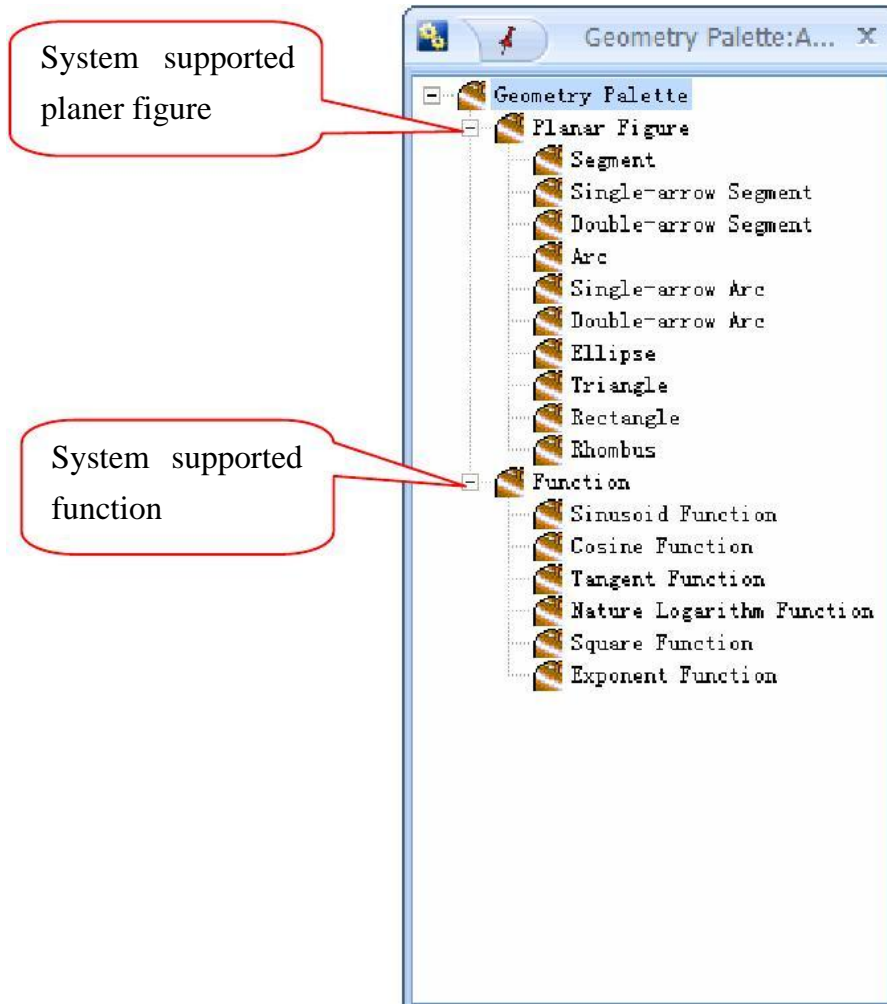 System supported
planer figure
Geometry Palette:A...
Geometry Palette
Planar Figure
Segment
Single-arrow Segment
Double-arrow Segment
Arc
Single-arrow Arc
Double-arrow Arc
Ellipse
Triangle
Rectangle
Rhombus
System supported
function
Function
Sinusoid Function
Cosine Function
Tangent Function
Nature Logarithm Function
Square Function
Exponent Function